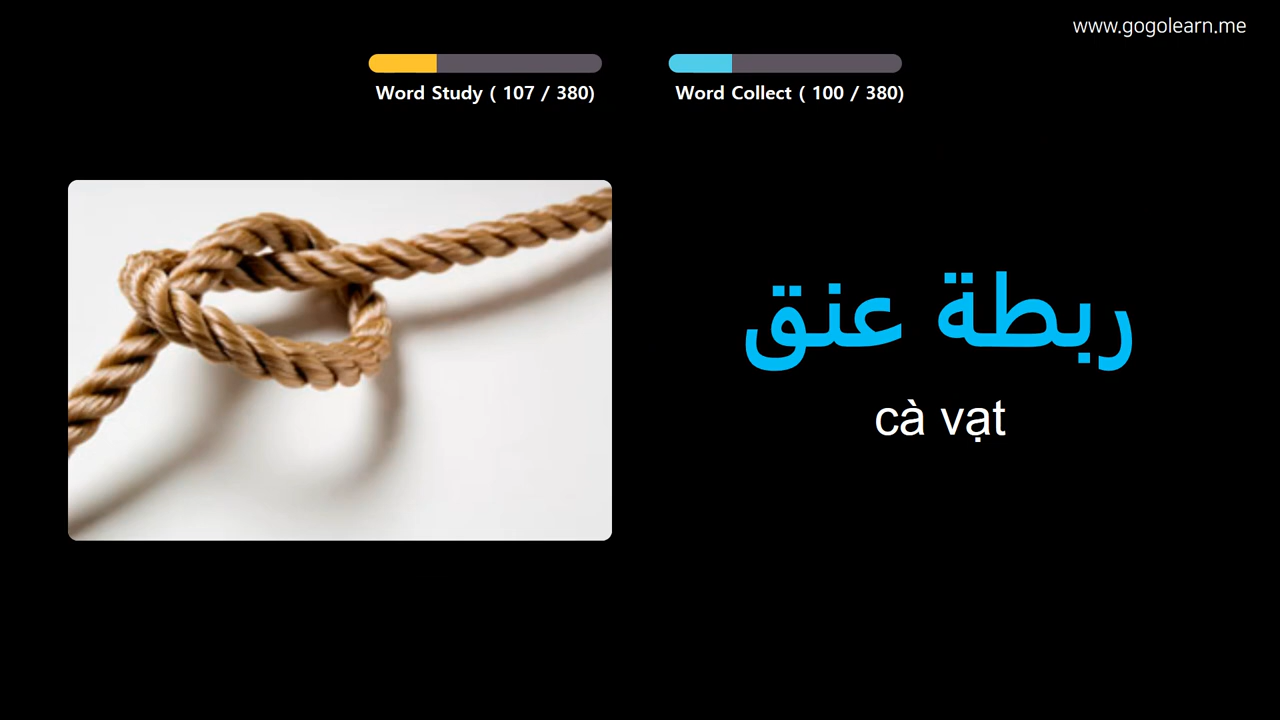 www.gogolearn.me
Word Study ( 107 / 380)
Word Collect ( 100 / 380)
ربطة عنق
cà vạt